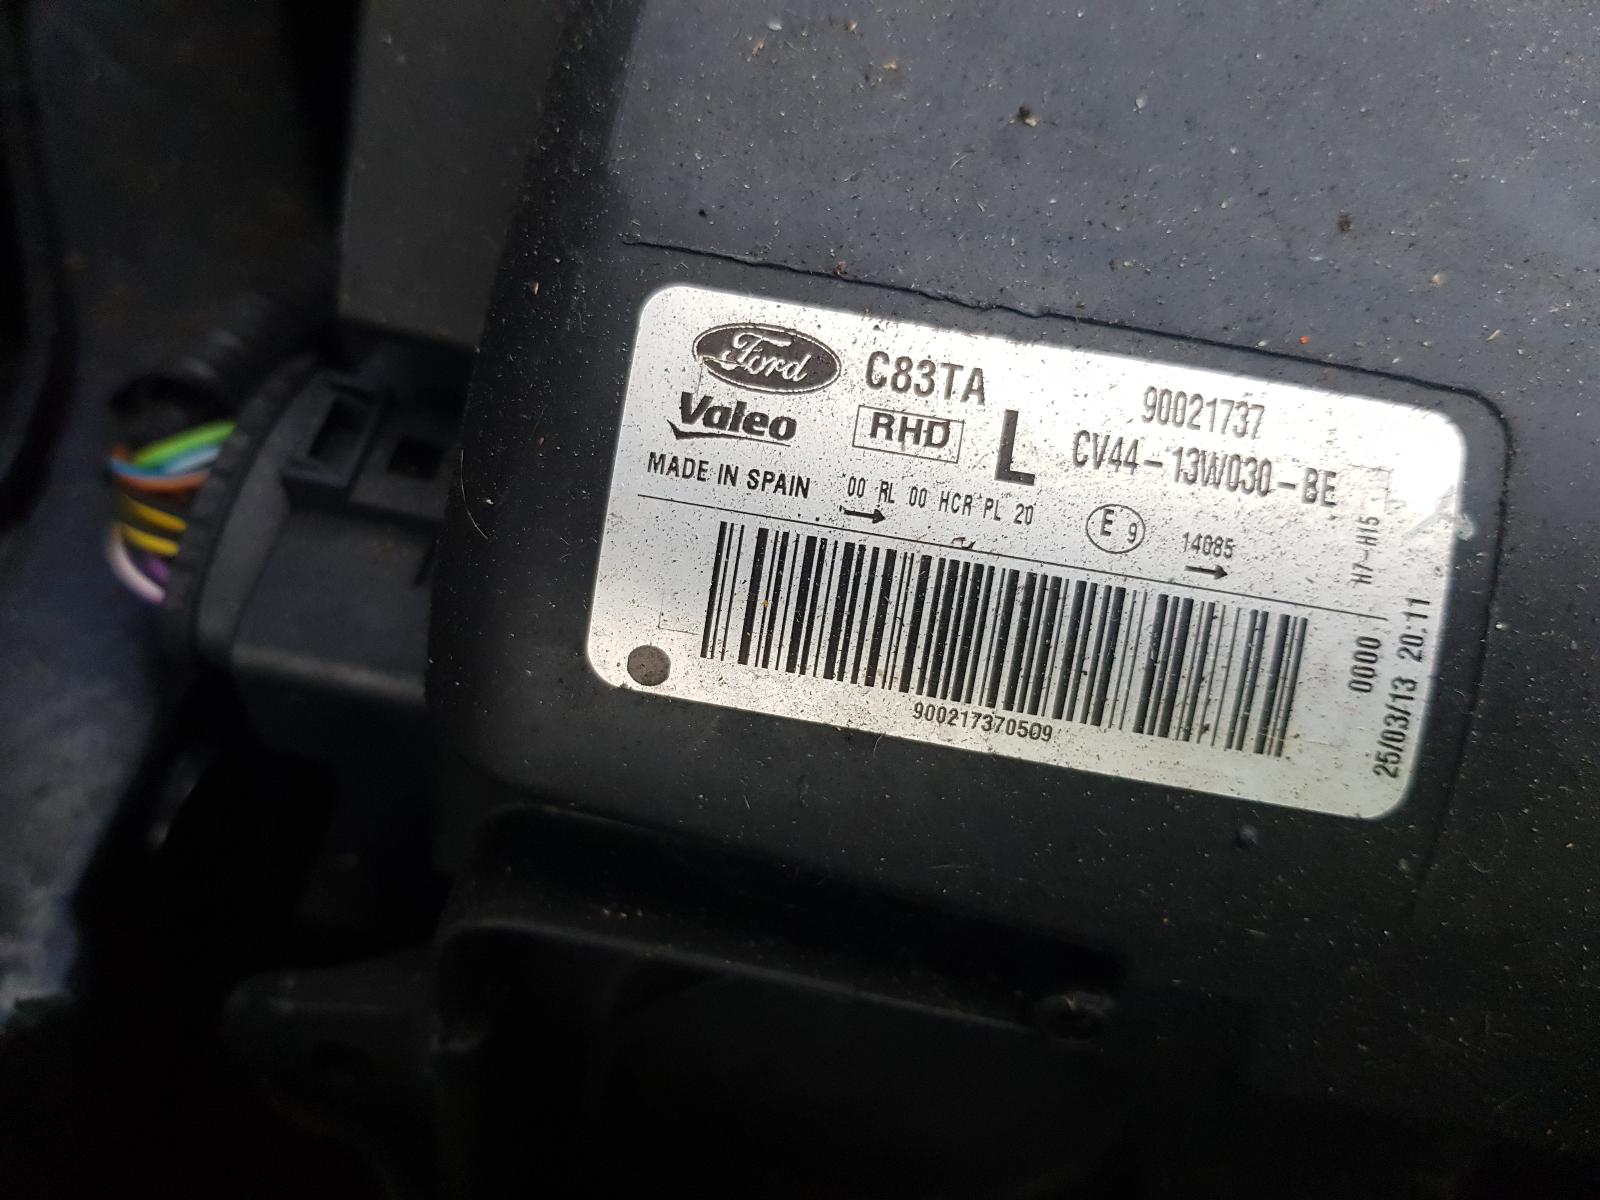 Ford C83TA 90021737
Valeo RHD L CV44-13W030-BE
MADE IN SPAIN 00 RL 00 HCR PL 20 E 9 14085
H7-H15
0000
25/03/13 20.11
900217370509